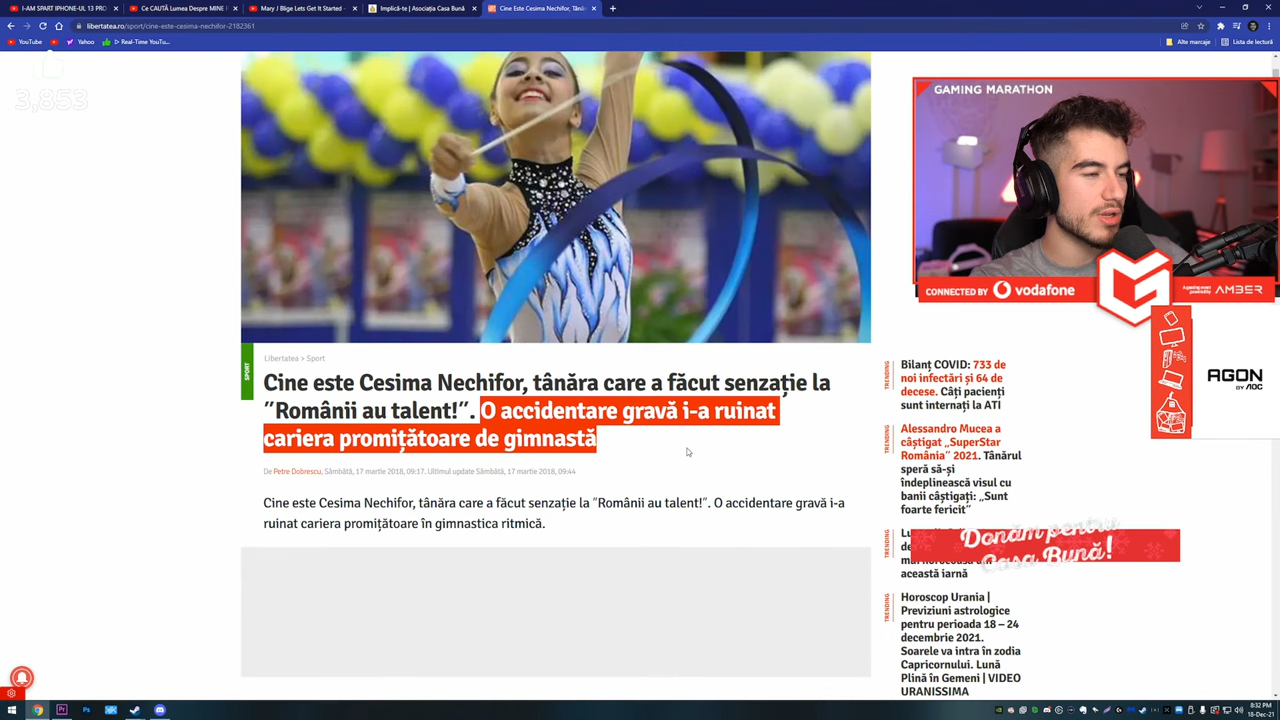 I-AM SPART IPHONE-UL 13 PRO
Ce CAUTĂ Lumea Despre MINE
Mary J Blige Lets Get It Started -
Implică-te | Asociația Casa Bună
Cine Este Cesima Nechifor, Tână
libertatea.ro/sport/cine-este-cesima-nechifor-2182361
YouTube
Yahoo
Real-Time YouTu...
Alte marcaje
Lista de lectură
3,853
GAMING MARATHON
CONNECTED BY vodafone
AMBER
AGON
BY AOC
SPORT
Libertatea > Sport
Cine este Cesima Nechifor, tânăra care a făcut senzație la
″Românii au talent!″. O accidentare gravă i-a ruinat
cariera promițătoare de gimnastă
De Petre Dobrescu, Sâmbătă, 17 martie 2018, 09:17. Ultimul update Sâmbătă, 17 martie 2018, 09:44
Cine este Cesima Nechifor, tânăra care a făcut senzație la ″Românii au talent!″. O accidentare gravă i-a
ruinat cariera promițătoare în gimnastica ritmică.
TRENDING
Bilanț COVID: 733 de
noi infectări și 64 de
decese. Câți pacienți
sunt internați la ATI
TRENDING
Alessandro Mucea a
câștigat „SuperStar
România” 2021. Tânărul
speră să-și
îndeplinească visul cu
banii câștigați: „Sunt
foarte fericit”
TRENDING
această iarnă
Donăm pentru
Casa Bună!
TRENDING
Horoscop Urania |
Previziuni astrologice
pentru perioada 18 – 24
decembrie 2021.
Soarele va intra în zodia
Capricornului. Lună
Plină în Gemeni | VIDEO
URANISSIMA
8:32 PM
18-Dec-21